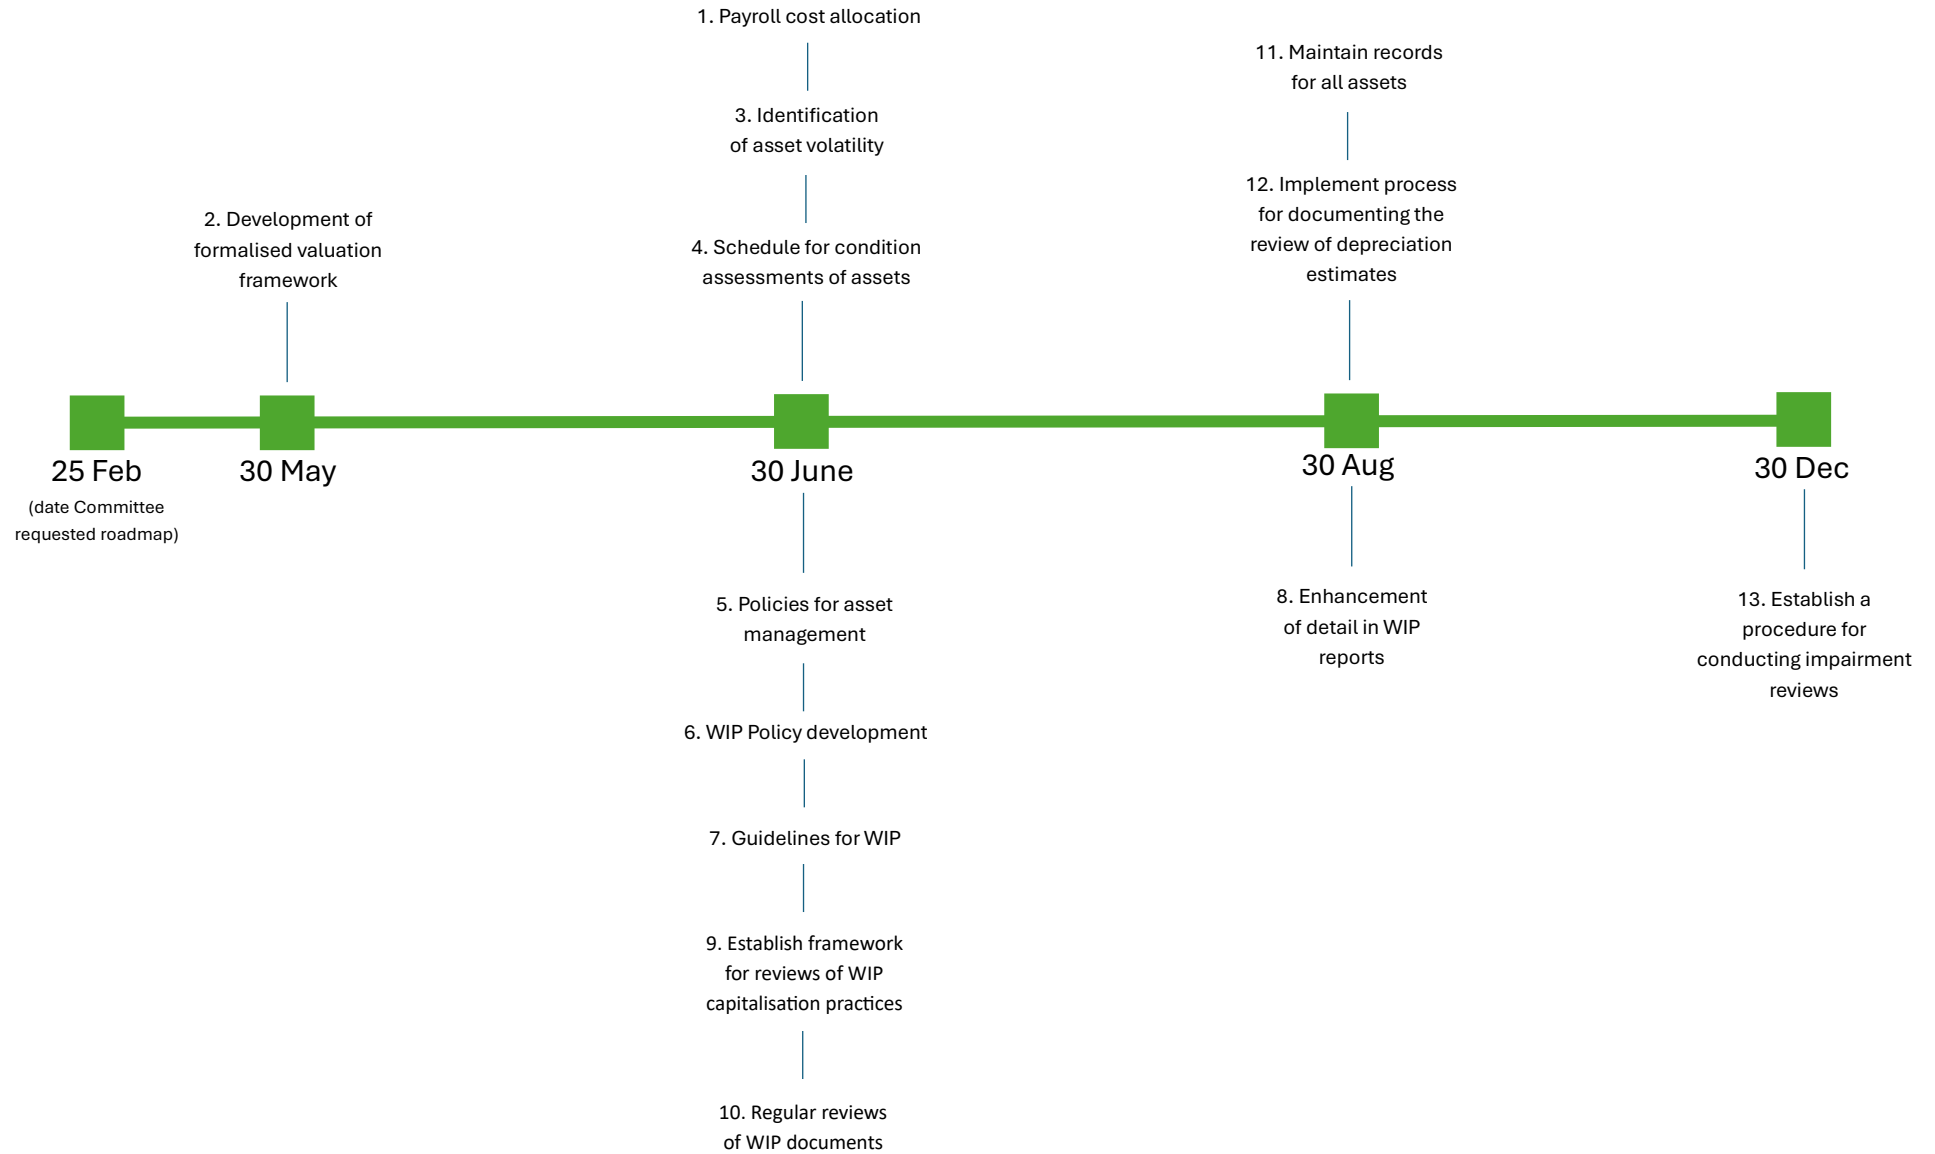 1. Payroll cost allocation
3. Identification
of asset volatility
4. Schedule for condition
assessments of assets
11. Maintain records
for all assets
12. Implement process
for documenting the
review of depreciation
estimates
2. Development of
formalised valuation
framework
25 Feb
(date Committee
requested roadmap)
30 May
30 June
30 Aug
30 Dec
5. Policies for asset
management
6. WIP Policy development
7. Guidelines for WIP
9. Establish framework
for reviews of WIP
capitalisation practices
10. Regular reviews
of WIP documents
8. Enhancement
of detail in WIP
reports
13. Establish a
procedure for
conducting impairment
reviews